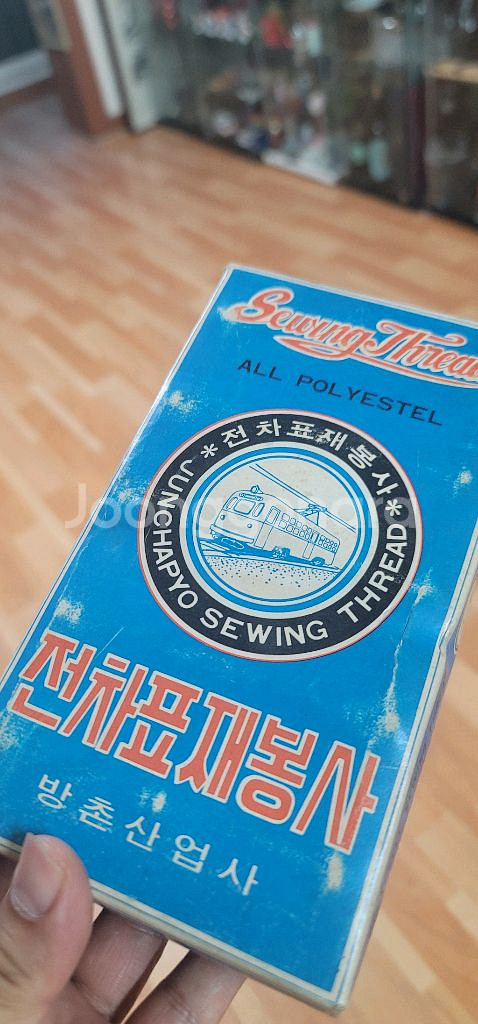 Sewing Thread
ALL POLYESTEL
*전차표재봉사*
JUNCHAPYO SEWING THREAD
전차표재봉사
방촌산업사